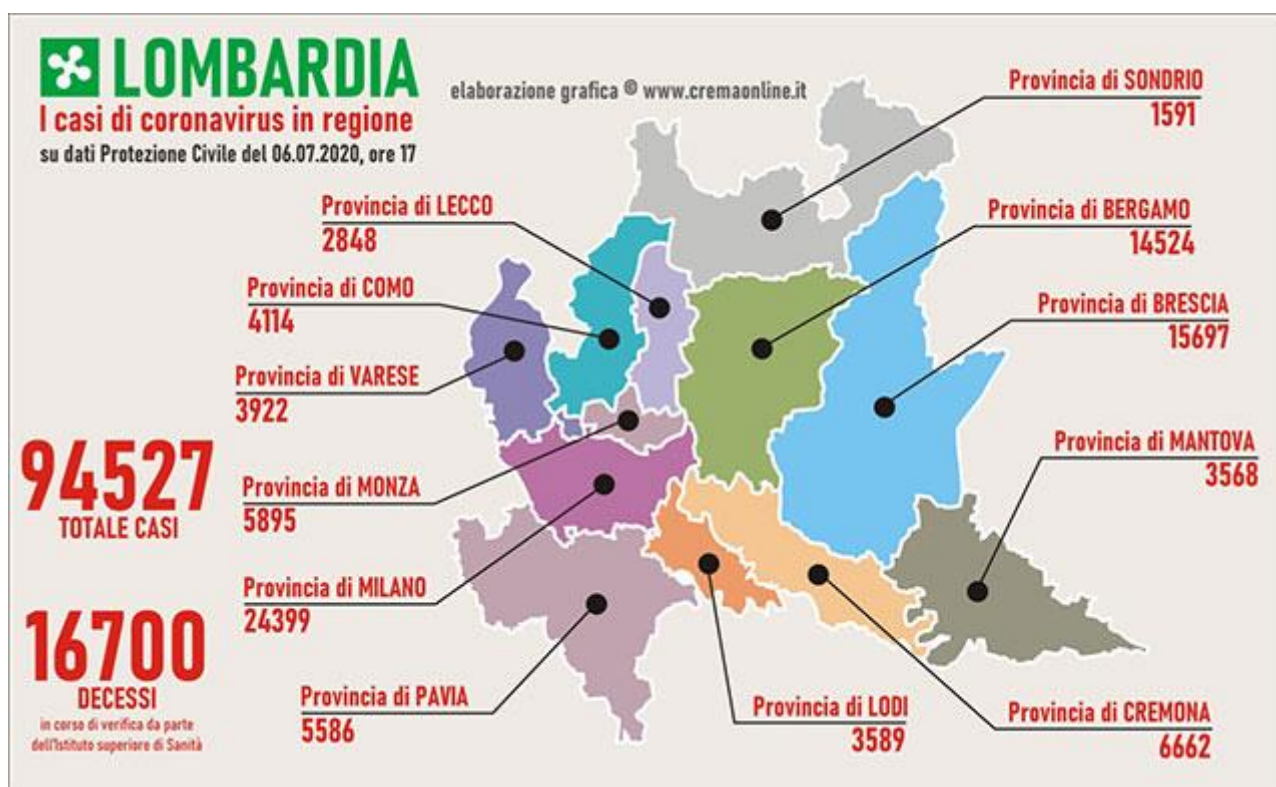 LOMBARDIA
I casi di coronavirus in regione
su dati Protezione Civile del 06.07.2020, ore 17
elaborazione grafica © www.cremaonline.it
Provincia di SONDRIO
1591
Provincia di LECCO
2848
Provincia di BERGAMO
14524
Provincia di COMO
4114
Provincia di BRESCIA
15697
Provincia di VARESE
3922
Provincia di MANTOVA
3568
94527
TOTALE CASI
Provincia di MONZA
5895
Provincia di MILANO
24399
16700
DECESSI
in corso di verifica da parte
dell'Istituto superiore di Sanità
Provincia di PAVIA
5586
Provincia di LODI
3589
Provincia di CREMONA
6662